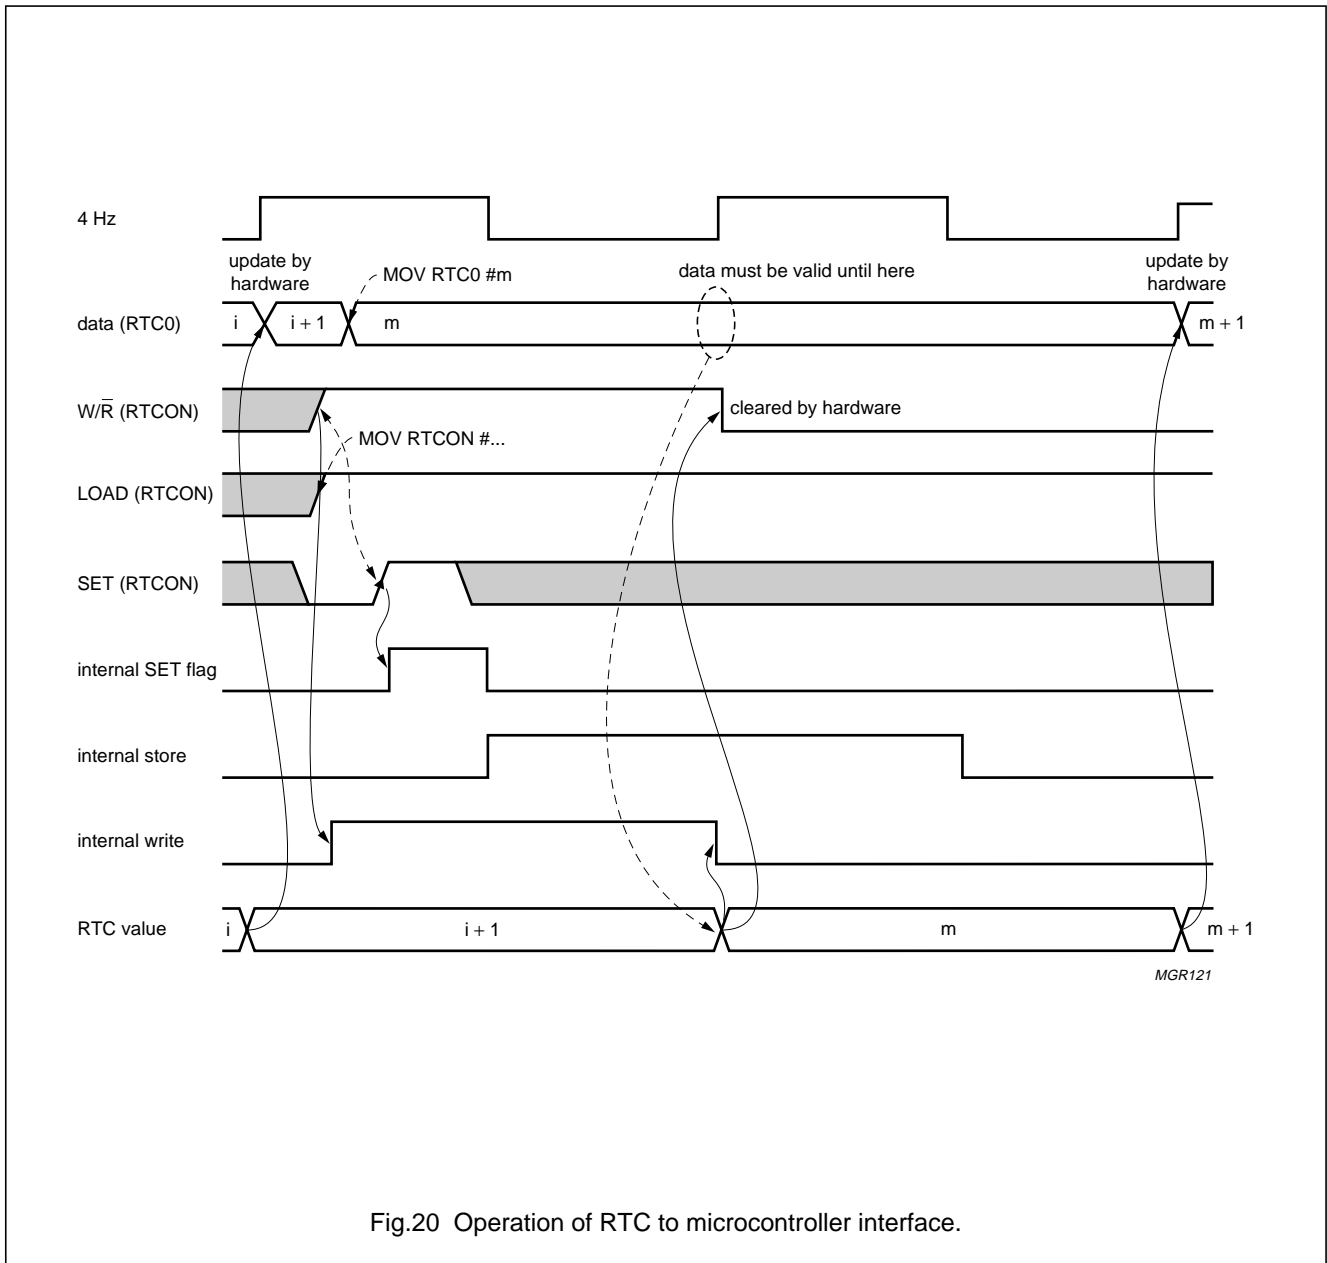 4 Hz
update by
hardware
MOV RTC0 #m
data must be valid until here
update by
hardware
data (RTC0)
i
i + 1
m
m + 1
W/R̅ (RTCON)
cleared by hardware
MOV RTCON #...
LOAD (RTCON)
SET (RTCON)
internal SET flag
internal store
internal write
RTC value
i
i + 1
m
m + 1
MGR121
Fig.20 Operation of RTC to microcontroller interface.